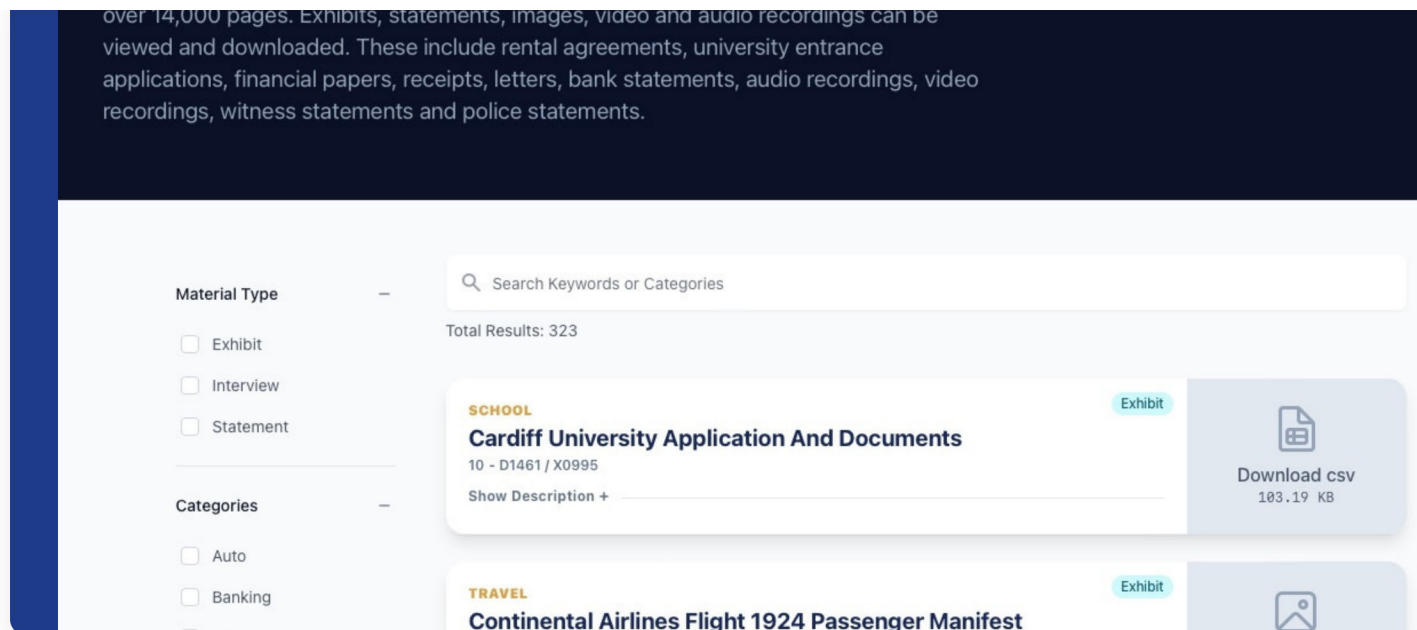 over 14,000 pages. Exhibits, statements, images, video and audio recordings can be
viewed and downloaded. These include rental agreements, university entrance
applications, financial papers, receipts, letters, bank statements, audio recordings, video
recordings, witness statements and police statements.
Search Keywords or Categories
Material Type
Total Results: 323
Exhibit
Interview
Statement
Categories
Auto
Banking
SCHOOL
Exhibit
Cardiff University Application And Documents
10 - D1461 / X0995
Show Description +
Download csv
103.19 KB
TRAVEL
Exhibit
Continental Airlines Flight 1924 Passenger Manifest